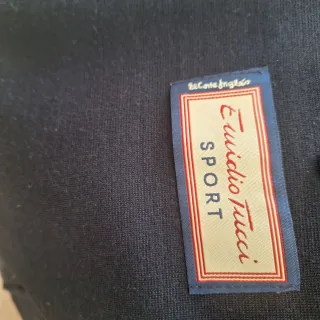 El Corte Inglés
Emidio Tucci
SPORT